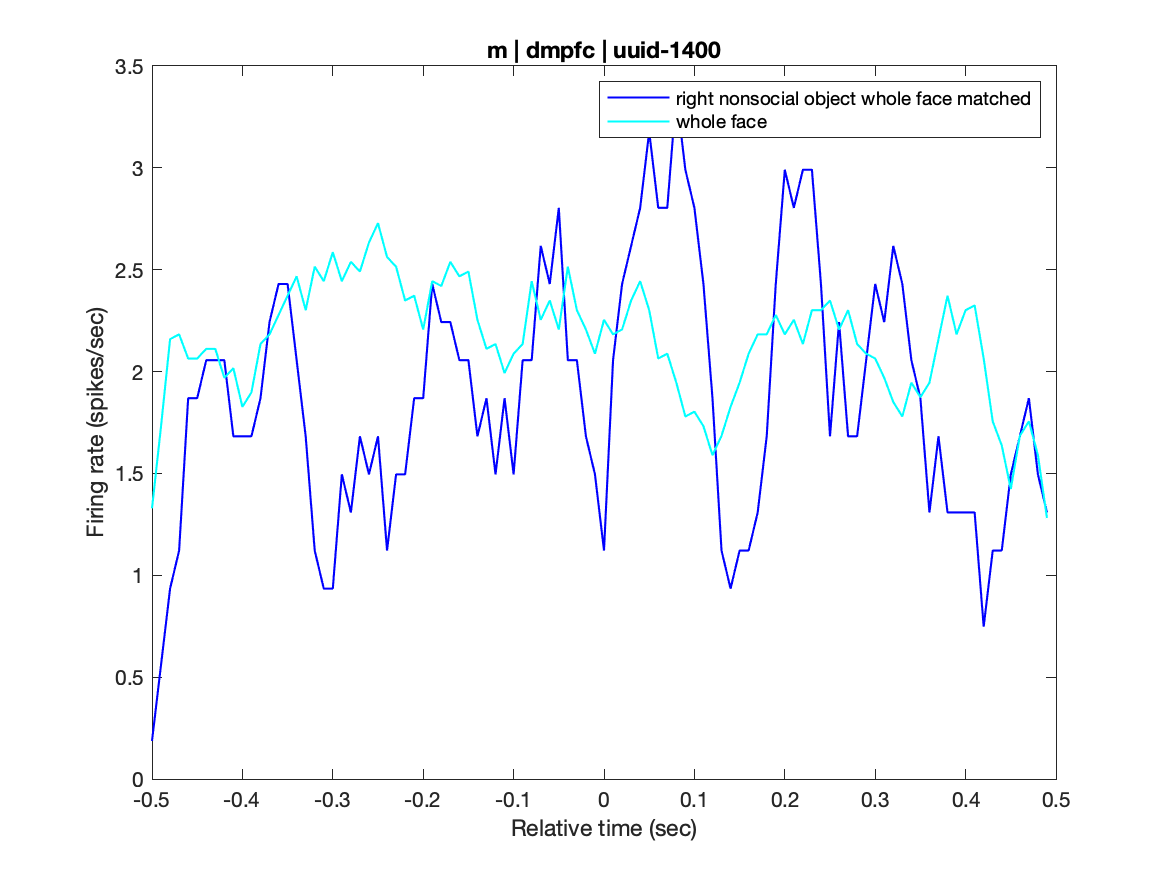 m | dmpfc | uuid-1400
3.5
right nonsocial object whole face matched
whole face
3
2.5
2
1.5
1
0.5
0
Firing rate (spikes/sec)
-0.5 -0.4 -0.3 -0.2 -0.1 0 0.1 0.2 0.3 0.4 0.5
Relative time (sec)